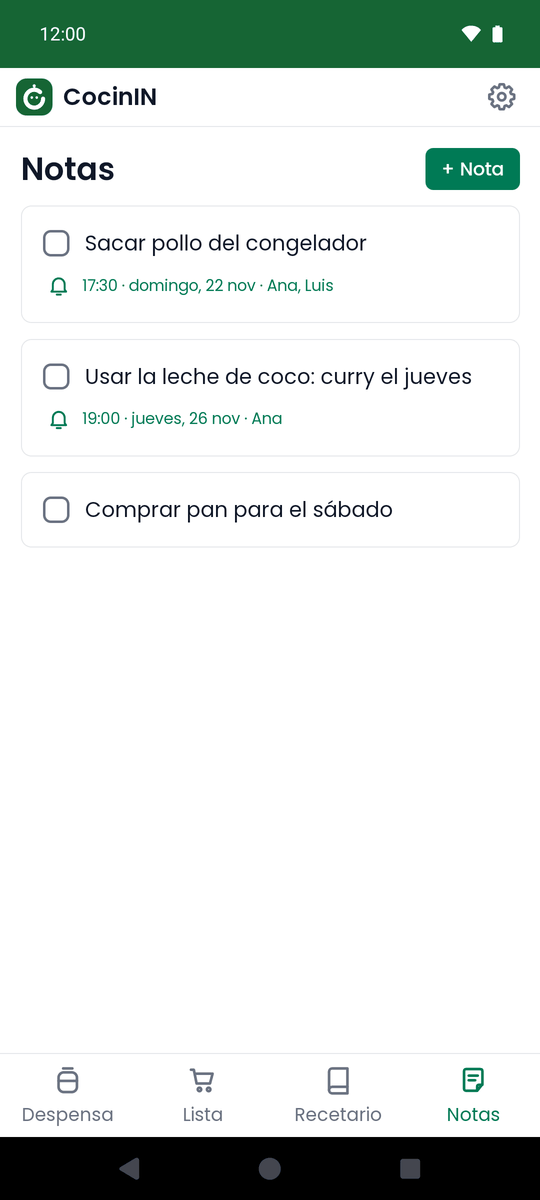 12:00
CocinIN
Notas
+ Nota
Sacar pollo del congelador
17:30 · domingo, 22 nov · Ana, Luis
Usar la leche de coco: curry el jueves
19:00 · jueves, 26 nov · Ana
Comprar pan para el sábado
Despensa
Lista
Recetario
Notas